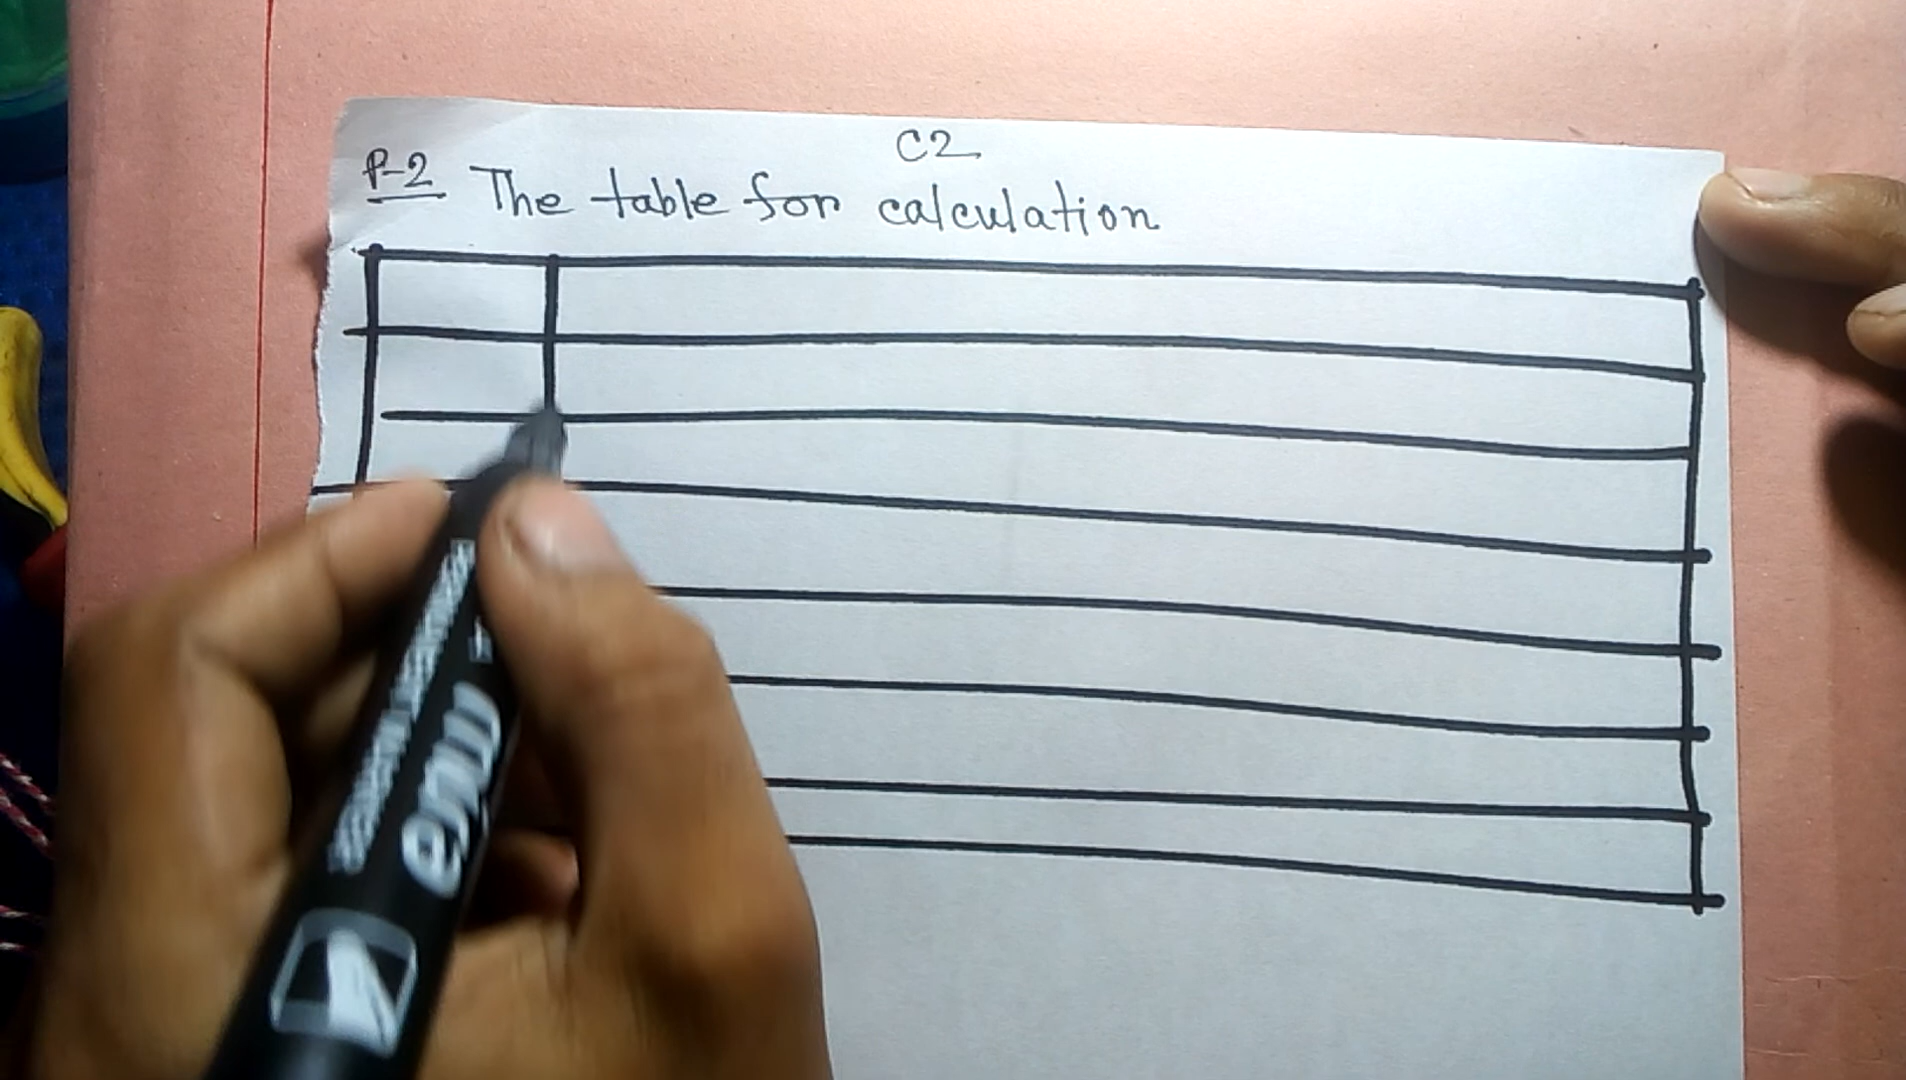 C2
P-2 The table for calculation